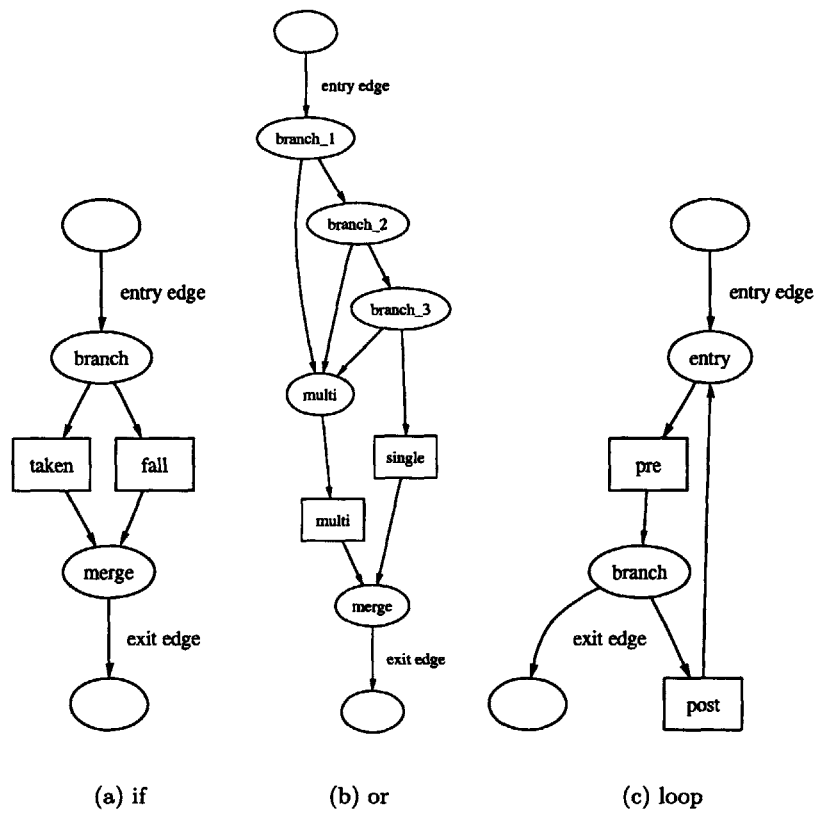 entry edge
branch
taken
fall
merge
exit edge
(a) if
entry edge
branch_1
branch_2
branch_3
multi
single
multi
merge
exit edge
(b) or
entry edge
entry
pre
branch
exit edge
post
(c) loop